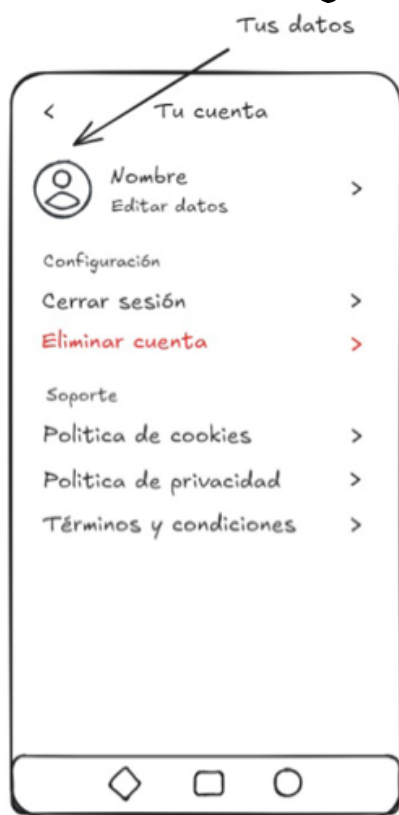 Tus datos
Tu cuenta
Nombre
Editar datos
Configuración
Cerrar sesión
Eliminar cuenta
Soporte
Politica de cookies
Politica de privacidad
Términos y condiciones